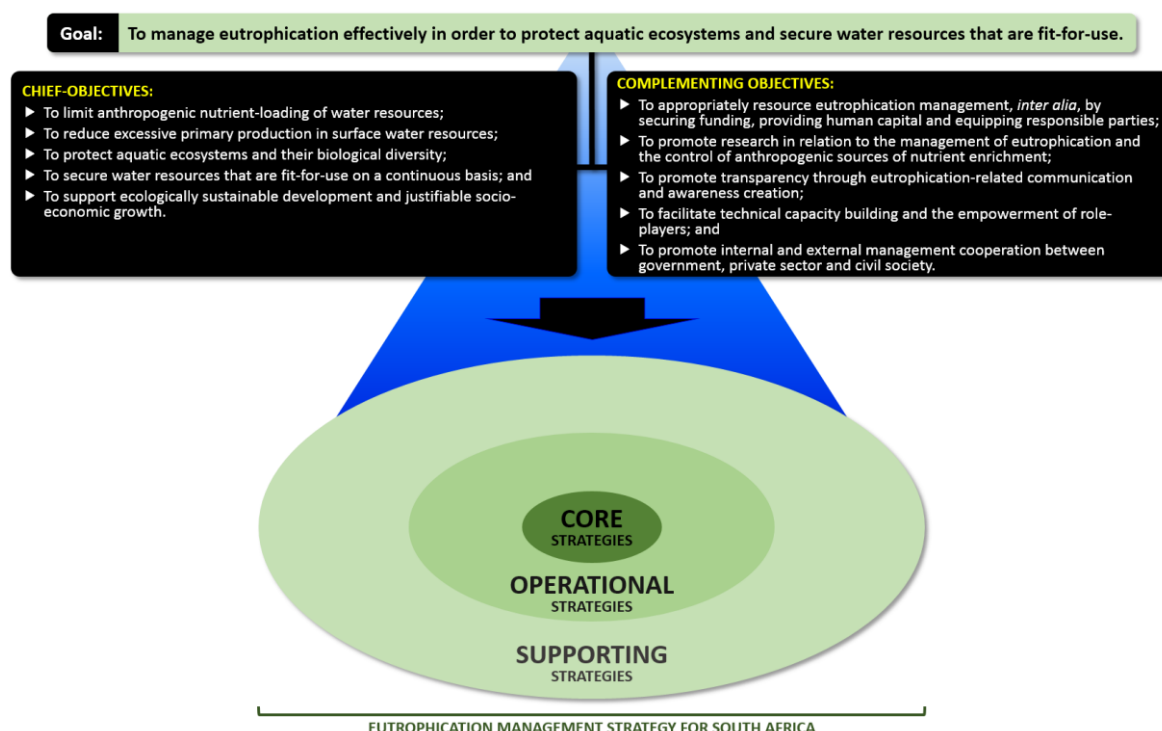 Goal: To manage eutrophication effectively in order to protect aquatic ecosystems and secure water resources that are fit-for-use.
CHIEF-OBJECTIVES:
► To limit anthropogenic nutrient-loading of water resources;
► To reduce excessive primary production in surface water resources;
► To protect aquatic ecosystems and their biological diversity;
► To secure water resources that are fit-for-use on a continuous basis; and
► To support ecologically sustainable development and justifiable socio-
economic growth.
COMPLEMENTING OBJECTIVES:
► To appropriately resource eutrophication management, inter alia, by
securing funding, providing human capital and equipping responsible parties;
► To promote research in relation to the management of eutrophication and
the control of anthropogenic sources of nutrient enrichment;
► To promote transparency through eutrophication-related communication
and awareness creation;
► To facilitate technical capacity building and the empowerment of role-
players; and
► To promote internal and external management cooperation between
government, private sector and civil society.
CORE
STRATEGIES
OPERATIONAL
STRATEGIES
SUPPORTING
STRATEGIES
EUTROPHICATION MANAGEMENT STRATEGY FOR SOUTH AFRICA